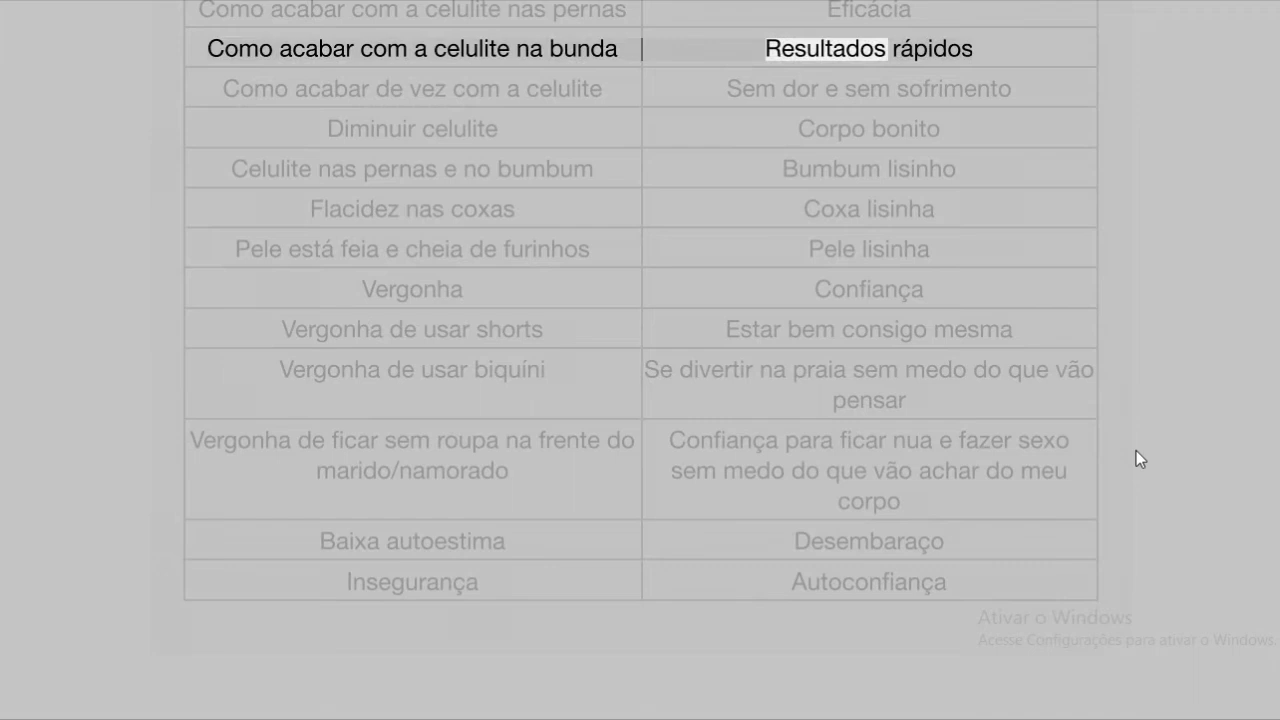 Como acabar com a celulite nas pernas Eficácia
Como acabar com a celulite na bunda Resultados rápidos
Como acabar de vez com a celulite Sem dor e sem sofrimento
Diminuir celulite Corpo bonito
Celulite nas pernas e no bumbum Bumbum lisinho
Flacidez nas coxas Coxa lisinha
Pele está feia e cheia de furinhos Pele lisinha
Vergonha Confiança
Vergonha de usar shorts Estar bem consigo mesma
Vergonha de usar biquíni Se divertir na praia sem medo do que vão
pensar
Vergonha de ficar sem roupa na frente do
marido/namorado
Confiança para ficar nua e fazer sexo
sem medo do que vão achar do meu
corpo
Baixa autoestima Desembaraço
Insegurança Autoconfiança
Ativar o Windows
Acesse Configurações para ativar o Windows.